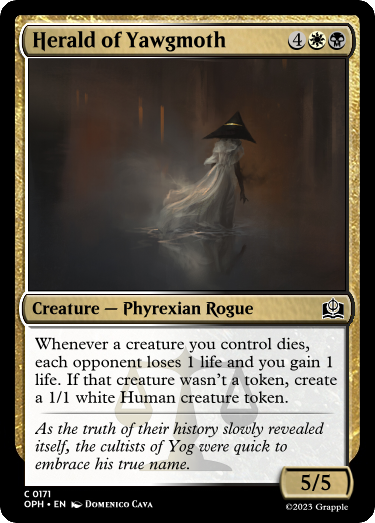 Herald of Yawgmoth 4
Creature — Phyrexian Rogue
Whenever a creature you control dies,
each opponent loses 1 life and you gain 1
life. If that creature wasn't a token, create
a 1/1 white Human creature token.
As the truth of their history slowly revealed
itself, the cultists of Yog were quick to
embrace his true name.
5/5
C 0171
OPH • EN Domenico Cava
©2023 Grapple